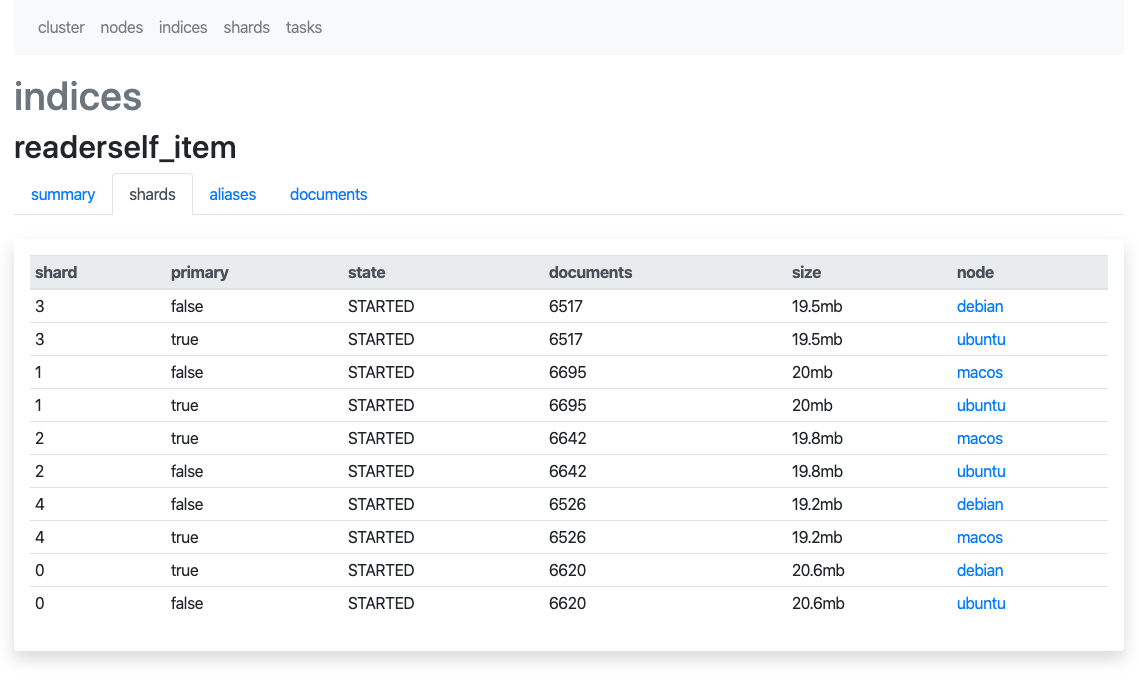 cluster nodes indices shards tasks
indices
readerself_item
summary shards aliases documents
shard primary state documents size node
3 false STARTED 6517 19.5mb debian
3 true STARTED 6517 19.5mb ubuntu
1 false STARTED 6695 20mb macos
1 true STARTED 6695 20mb ubuntu
2 true STARTED 6642 19.8mb macos
2 false STARTED 6642 19.8mb ubuntu
4 false STARTED 6526 19.2mb debian
4 true STARTED 6526 19.2mb macos
0 true STARTED 6620 20.6mb debian
0 false STARTED 6620 20.6mb ubuntu